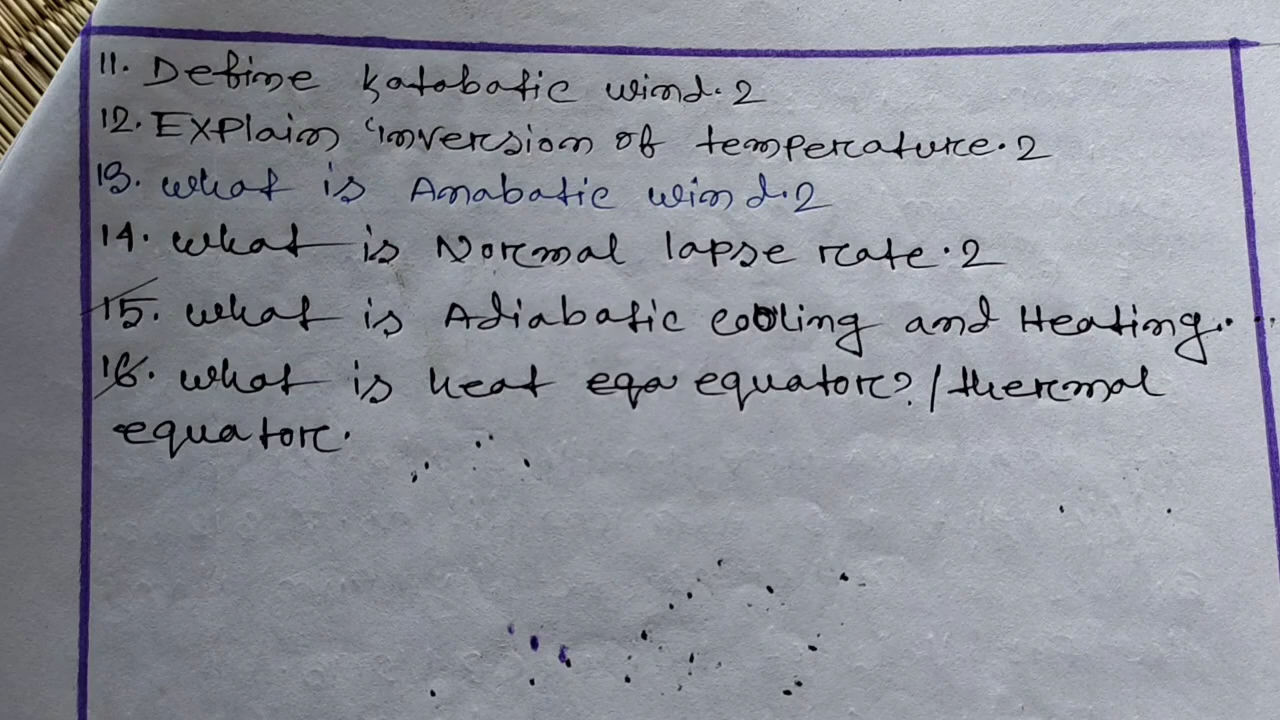 11. Define katabatic wind. 2
12. Explain inversion of temperature. 2
13. what is Anabatic wind. 2
14. what is Normal lapse rate. 2
15. what is Adiabatic cooling and Heating...
16. what is heat eqa equator? / thermal
equator.